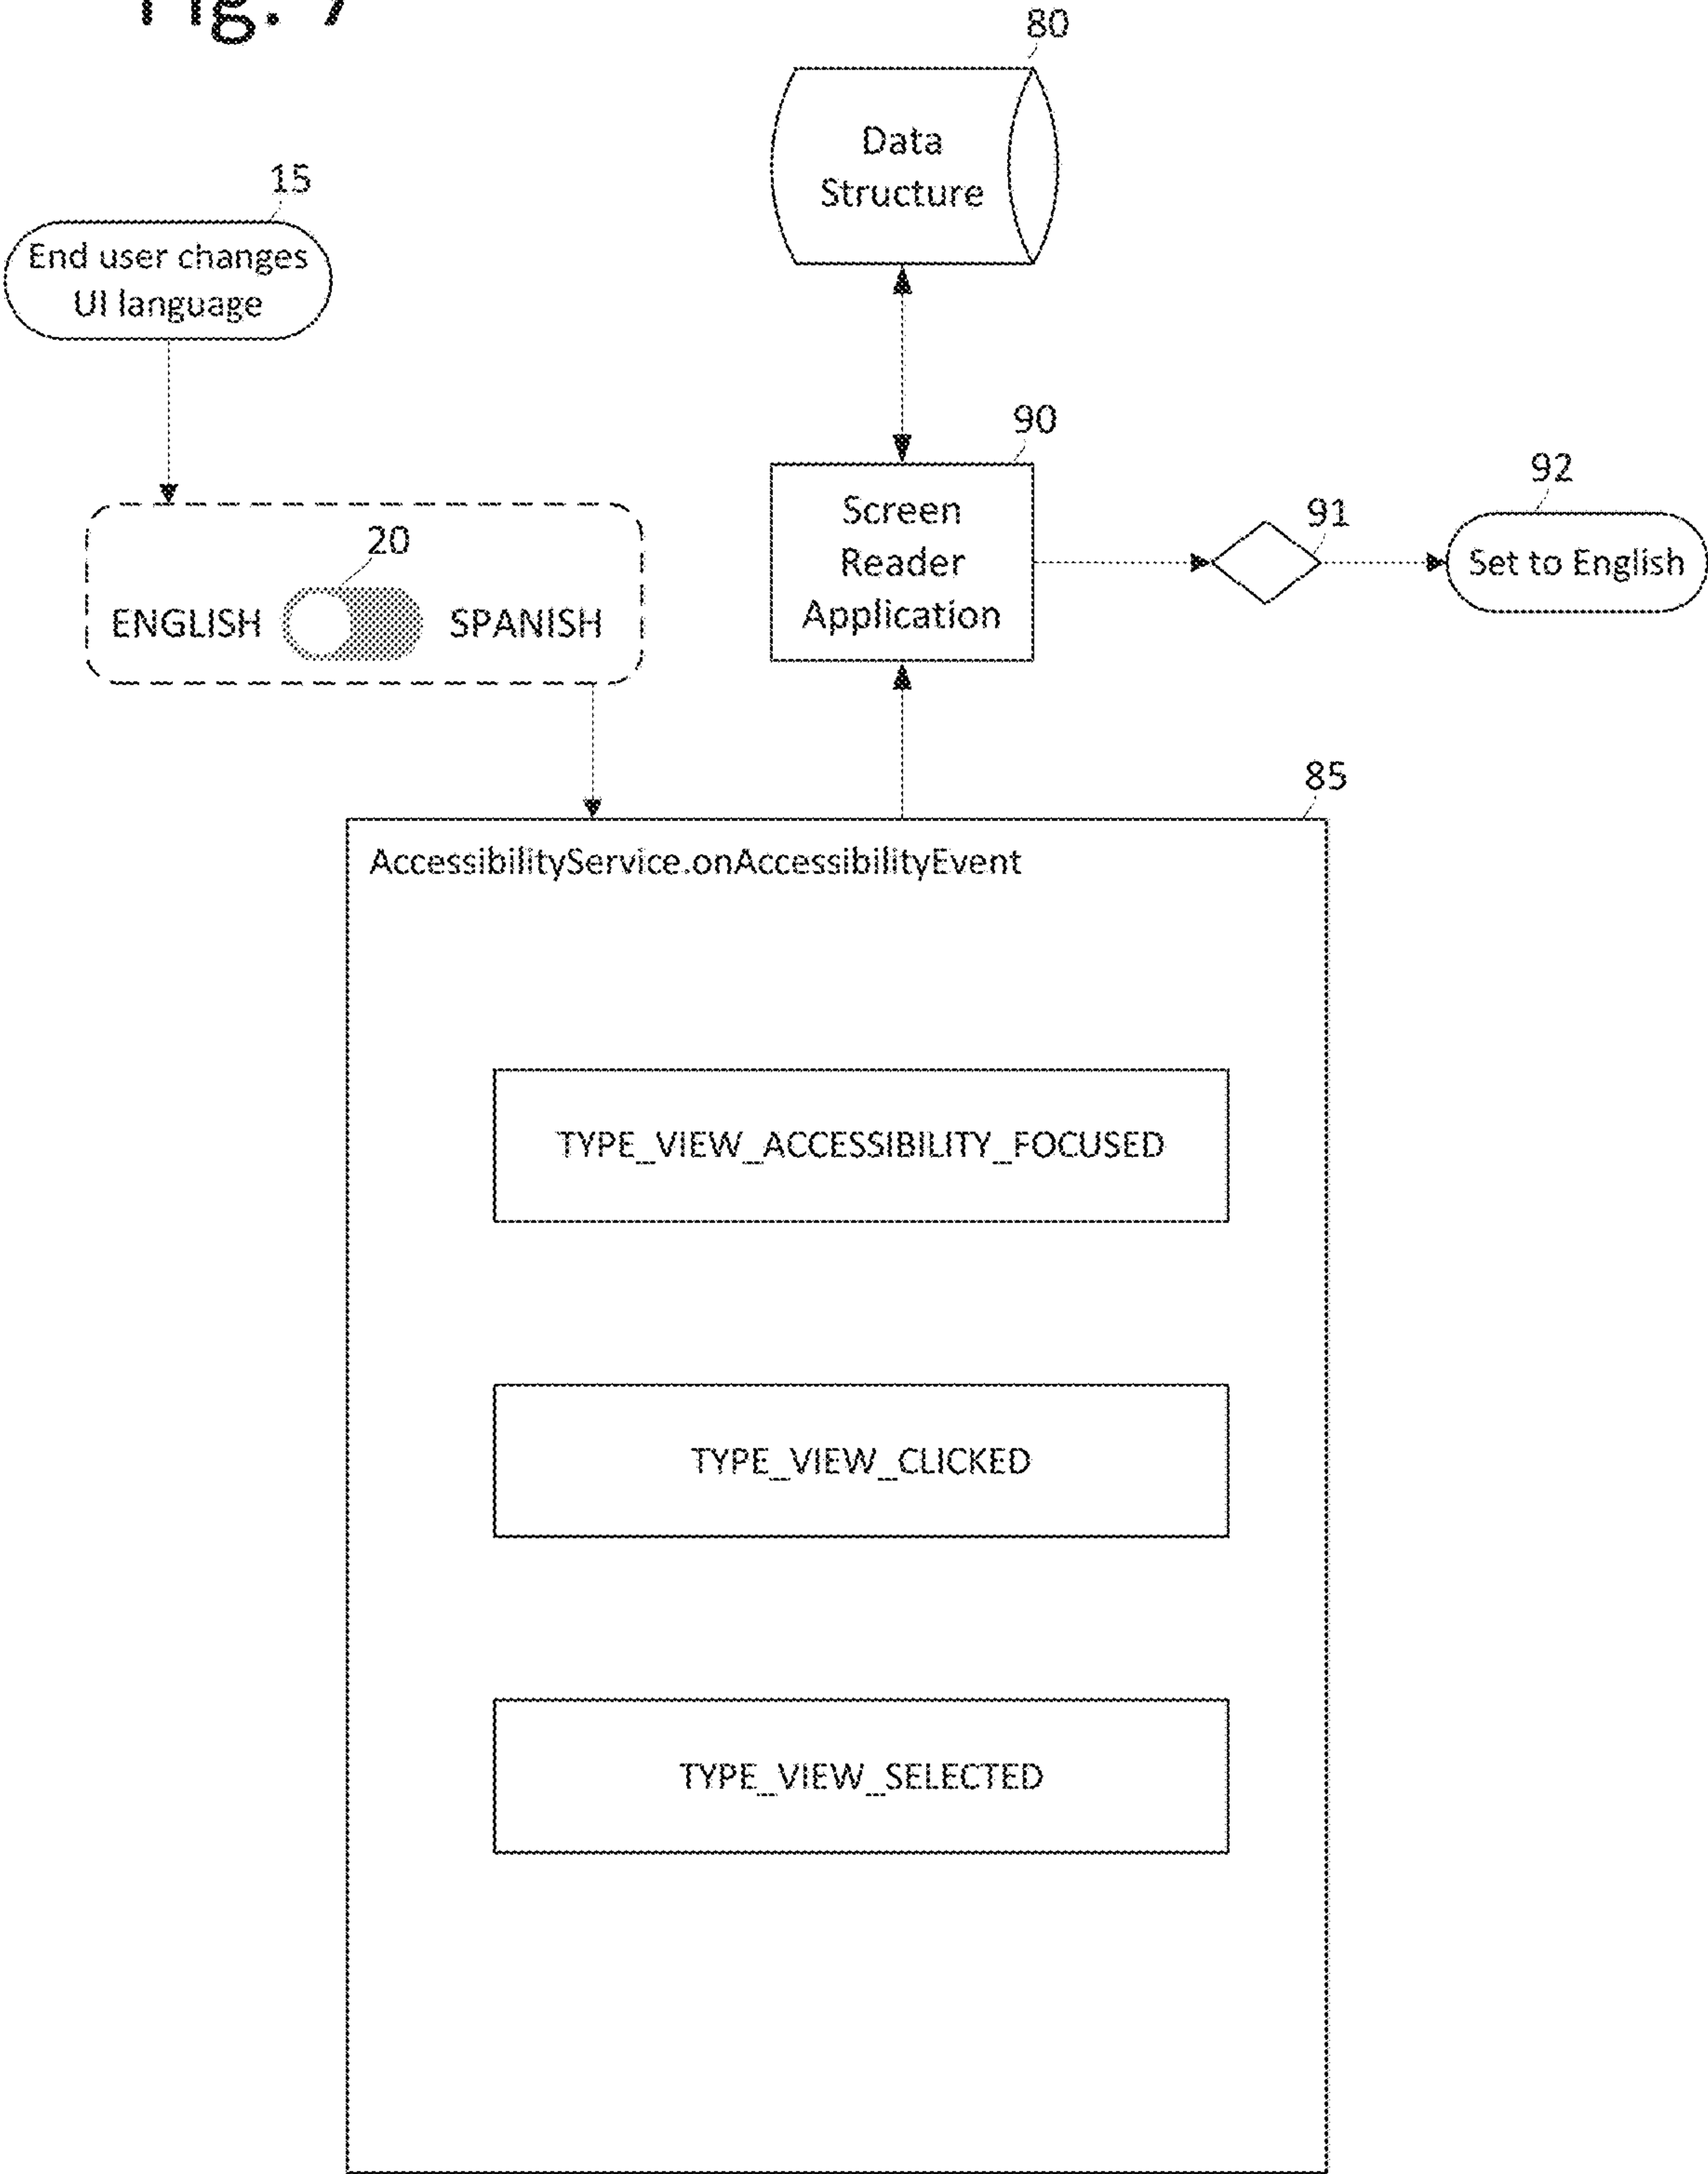 Fig. 7
80
Data
Structure
15
End user changes
UI language
90
Screen
Reader
Application
91
92
Set to English
20
ENGLISH
SPANISH
85
AccessibilityService.onAccessibilityEvent
TYPE_VIEW_ACCESSIBILITY_FOCUSED
TYPE_VIEW_CLICKED
TYPE_VIEW_SELECTED